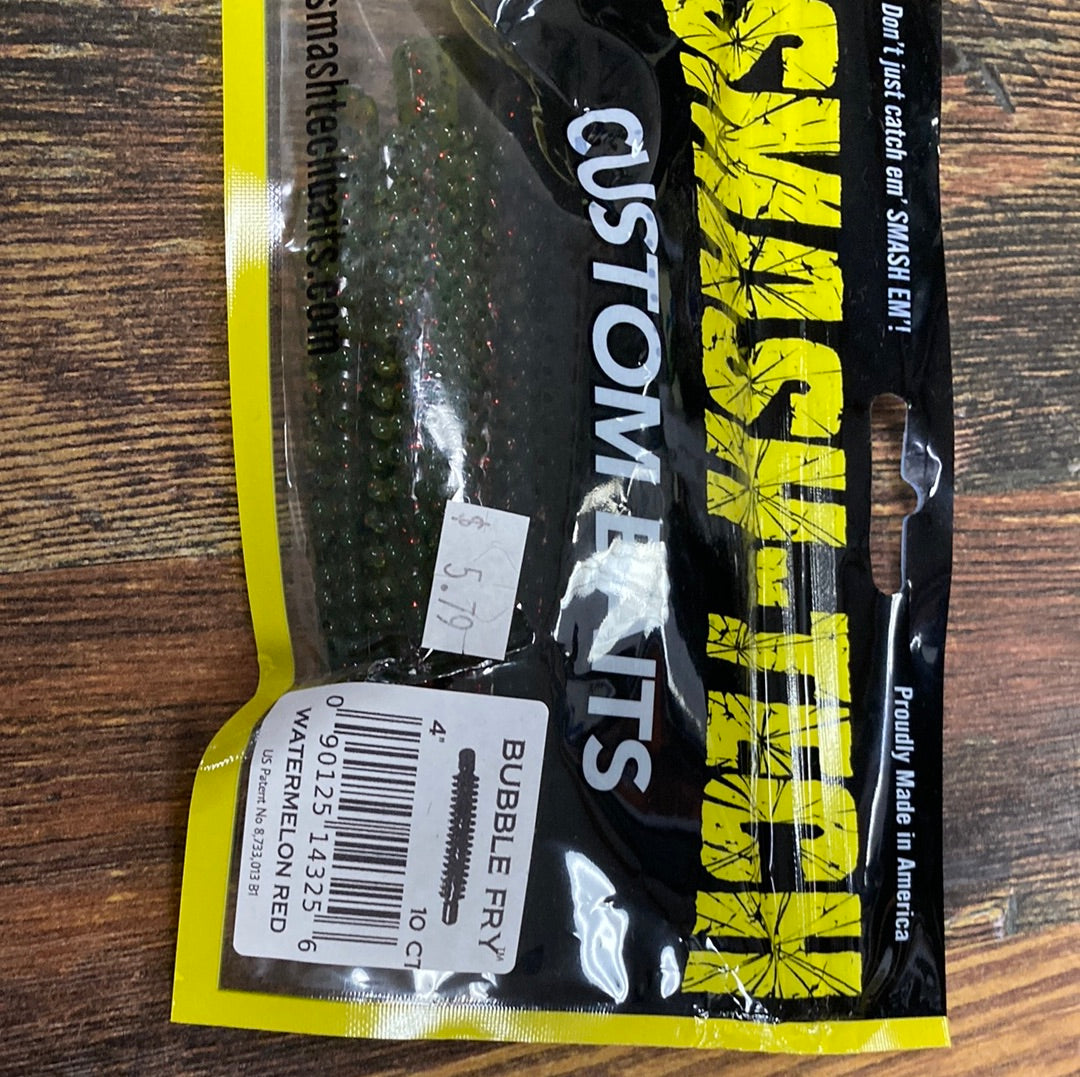 Don't just catch em' SMASH EM'!
Proudly Made in America
SMASH-TECH
CUSTOM BAITS
smashtechbaits.com
$
5.79
BUBBLE FRY™
4" 10 CT
0 90125 14325 6
WATERMELON RED
US Patent No 8,733,013 B1